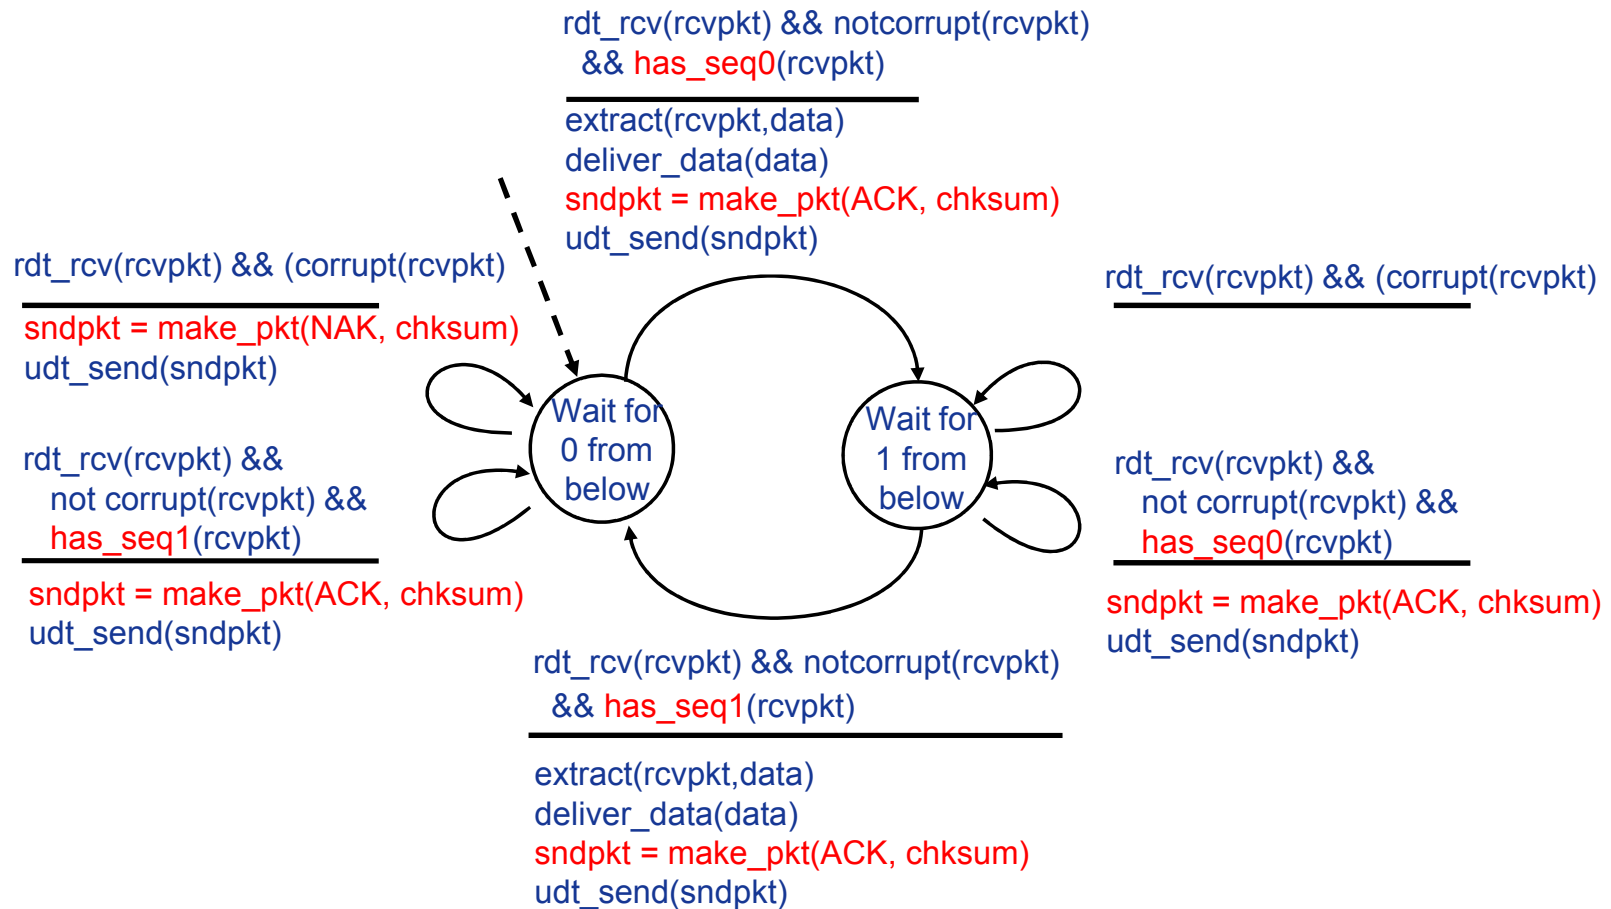 rdt_rcv(rcvpkt) && notcorrupt(rcvpkt)
&& has_seq0(rcvpkt)
extract(rcvpkt,data)
deliver_data(data)
sndpkt = make_pkt(ACK, chksum)
udt_send(sndpkt)
rdt_rcv(rcvpkt) && (corrupt(rcvpkt)
sndpkt = make_pkt(NAK, chksum)
udt_send(sndpkt)
rdt_rcv(rcvpkt) &&
not corrupt(rcvpkt) &&
has_seq1(rcvpkt)
sndpkt = make_pkt(ACK, chksum)
udt_send(sndpkt)
Wait for
0 from
below
Wait for
1 from
below
rdt_rcv(rcvpkt) && (corrupt(rcvpkt)
rdt_rcv(rcvpkt) &&
not corrupt(rcvpkt) &&
has_seq0(rcvpkt)
sndpkt = make_pkt(ACK, chksum)
udt_send(sndpkt)
rdt_rcv(rcvpkt) && notcorrupt(rcvpkt)
&& has_seq1(rcvpkt)
extract(rcvpkt,data)
deliver_data(data)
sndpkt = make_pkt(ACK, chksum)
udt_send(sndpkt)